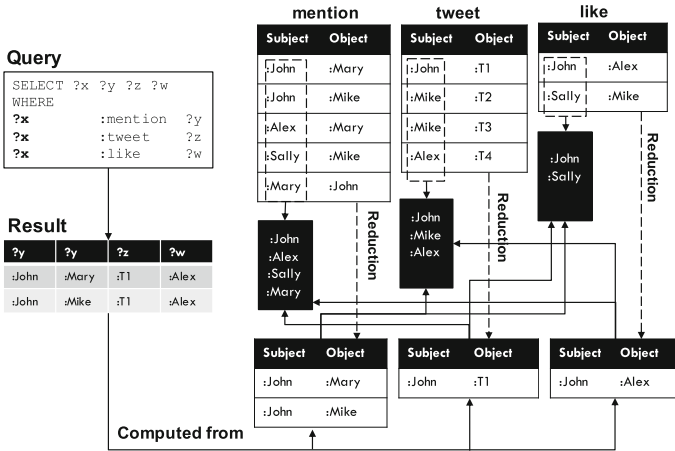 mention tweet like
Subject Object Subject Object Subject Object
:John :Mary :John :T1 :John :Alex
:John :Mike :Mike :T2 :Sally :Mike
:Alex :Mary :Mike :T3
:Sally :Mike :Alex :T4
:Mary :John
Query
SELECT ?x ?y ?z ?w
WHERE
?x :mention ?y
?x :tweet ?z
?x :like ?w
Reduction
Reduction
Reduction
:John
:Alex
:Sally
:Mary
:John
:Mike
:Alex
:John
:Sally
Result
?y ?y ?z ?w
:John :Mary :T1 :Alex
:John :Mike :T1 :Alex
Subject Object Subject Object Subject Object
:John :Mary :John :T1 :John :Alex
:John :Mike
Computed from